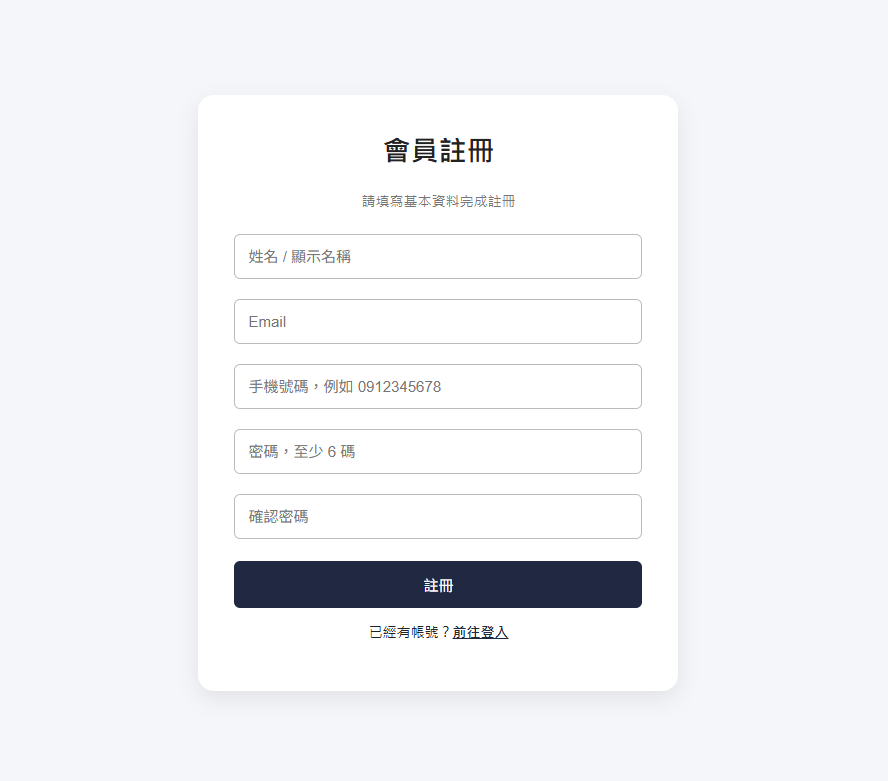 會員註冊
請填寫基本資料完成註冊
姓名 / 顯示名稱
Email
手機號碼，例如 0912345678
密碼，至少 6 碼
確認密碼
註冊
已經有帳號？前往登入